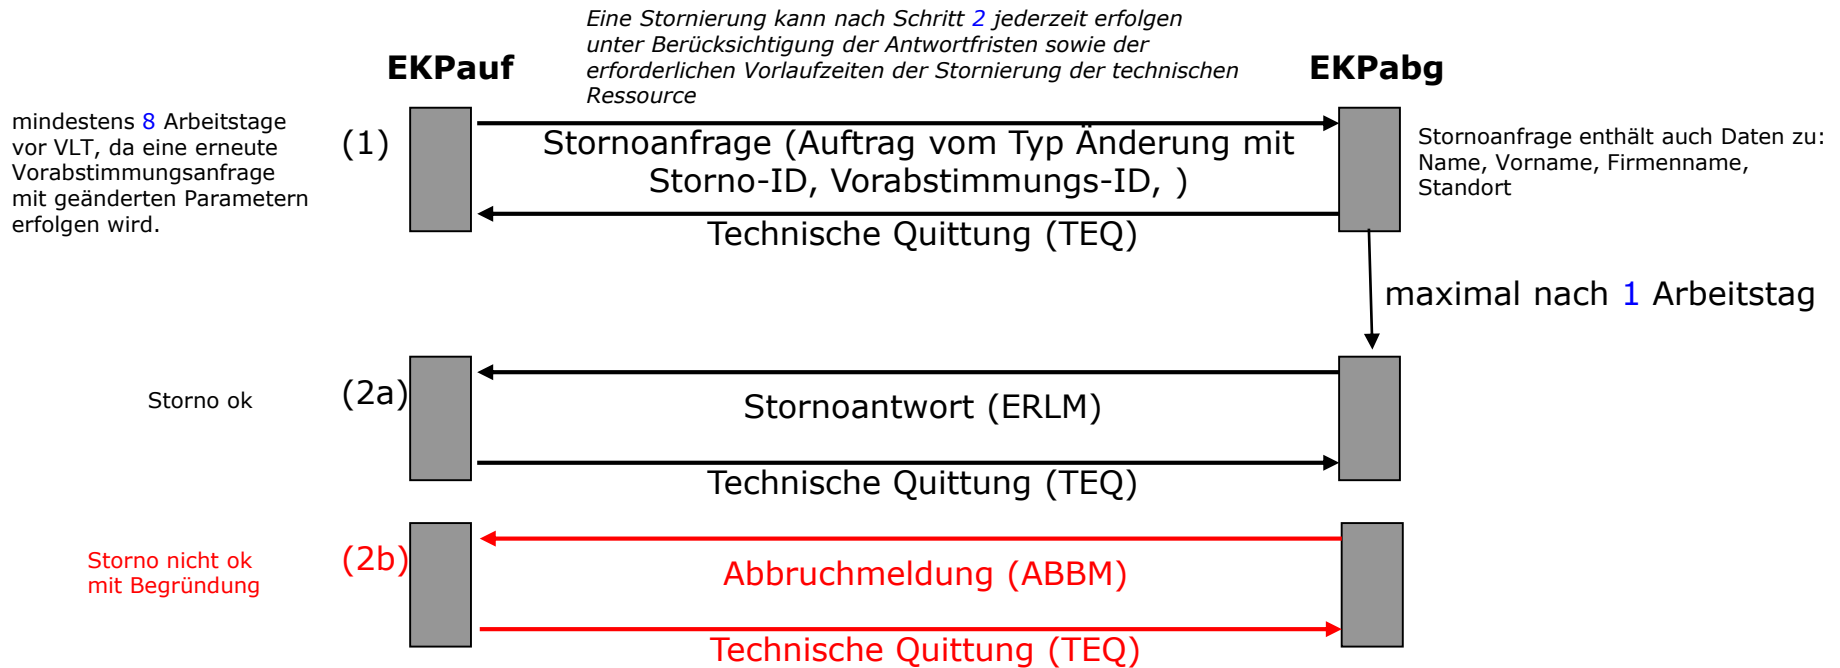 Eine Stornierung kann nach Schritt 2 jederzeit erfolgen
unter Berücksichtigung der Antwortfristen sowie der
erforderlichen Vorlaufzeiten der Stornierung der technischen
Ressource
EKPauf
EKPabg
mindestens 8 Arbeitstage
vor VLT, da eine erneute
Vorabstimmungsanfrage
mit geänderten Parametern
erfolgen wird.
(1)
Stornoanfrage (Auftrag vom Typ Änderung mit
Storno-ID, Vorabstimmungs-ID, )
Technische Quittung (TEQ)
Stornoanfrage enthält auch Daten zu:
Name, Vorname, Firmenname,
Standort
maximal nach 1 Arbeitstag
Storno ok
(2a)
Stornoantwort (ERLM)
Technische Quittung (TEQ)
Storno nicht ok
mit Begründung
(2b)
Abbruchmeldung (ABBM)
Technische Quittung (TEQ)